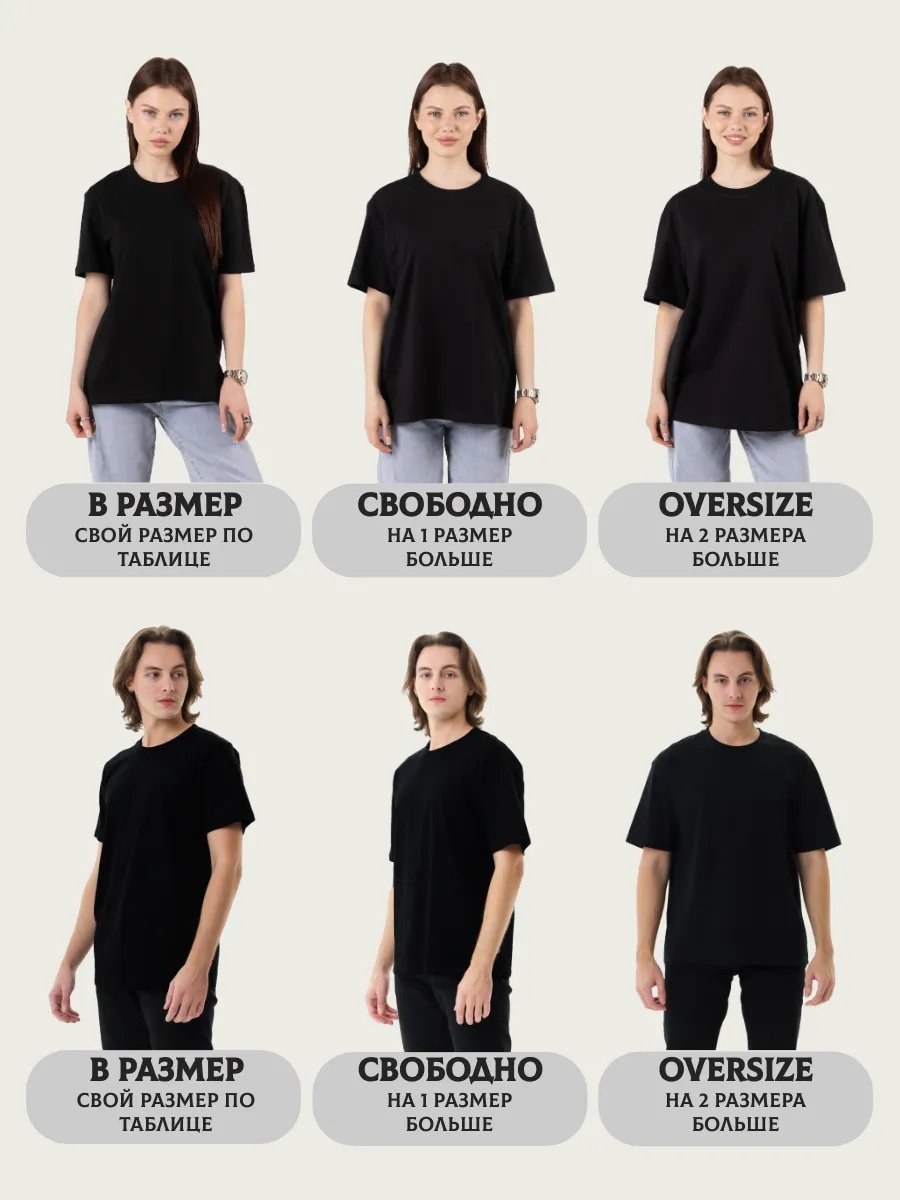 В РАЗМЕР
СВОЙ РАЗМЕР ПО
ТАБЛИЦЕ
СВОБОДНО
НА 1 РАЗМЕР
БОЛЬШЕ
OVERSIZE
НА 2 РАЗМЕРА
БОЛЬШЕ
В РАЗМЕР
СВОЙ РАЗМЕР ПО
ТАБЛИЦЕ
СВОБОДНО
НА 1 РАЗМЕР
БОЛЬШЕ
OVERSIZE
НА 2 РАЗМЕРА
БОЛЬШЕ